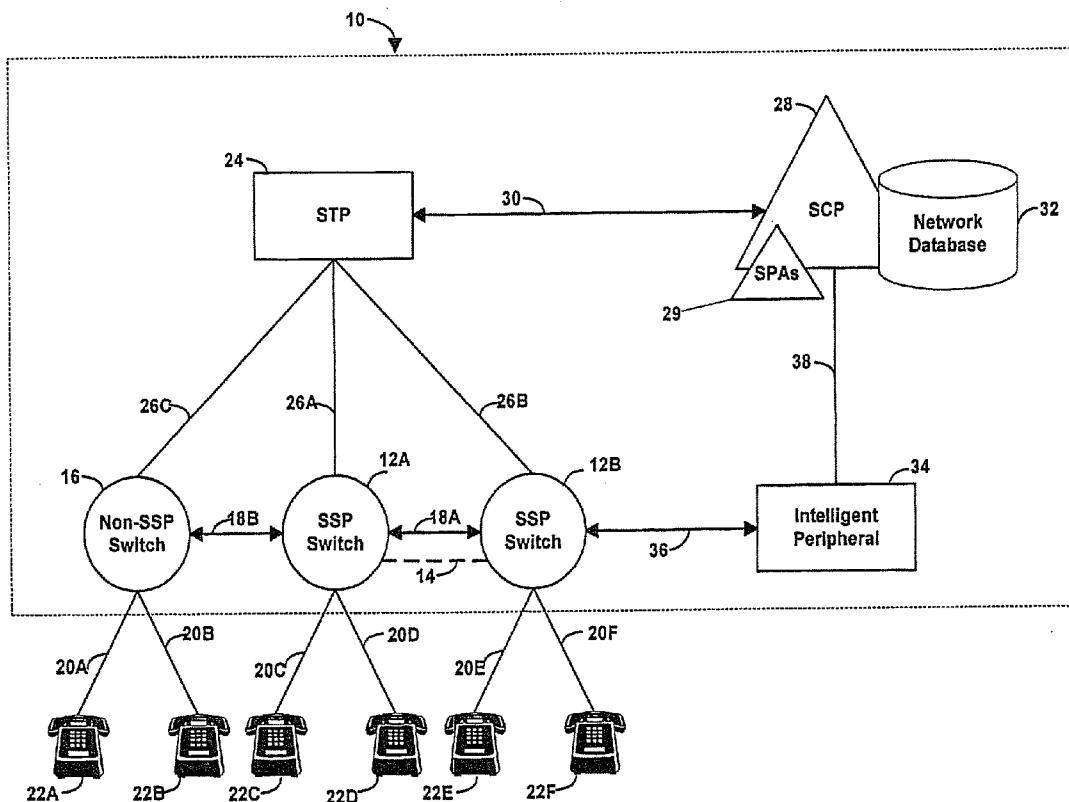 10
28
24
STP
30
SCP
Network
Database
32
SPAs
29
38
26C
26A
26B
16
12A
12B
34
Non-SSP
Switch
18B
SSP
Switch
18A
SSP
Switch
Intelligent
Peripheral
14
36
20A
20B
20C
20D
20E
20F
22A
22B
22C
22D
22E
22F